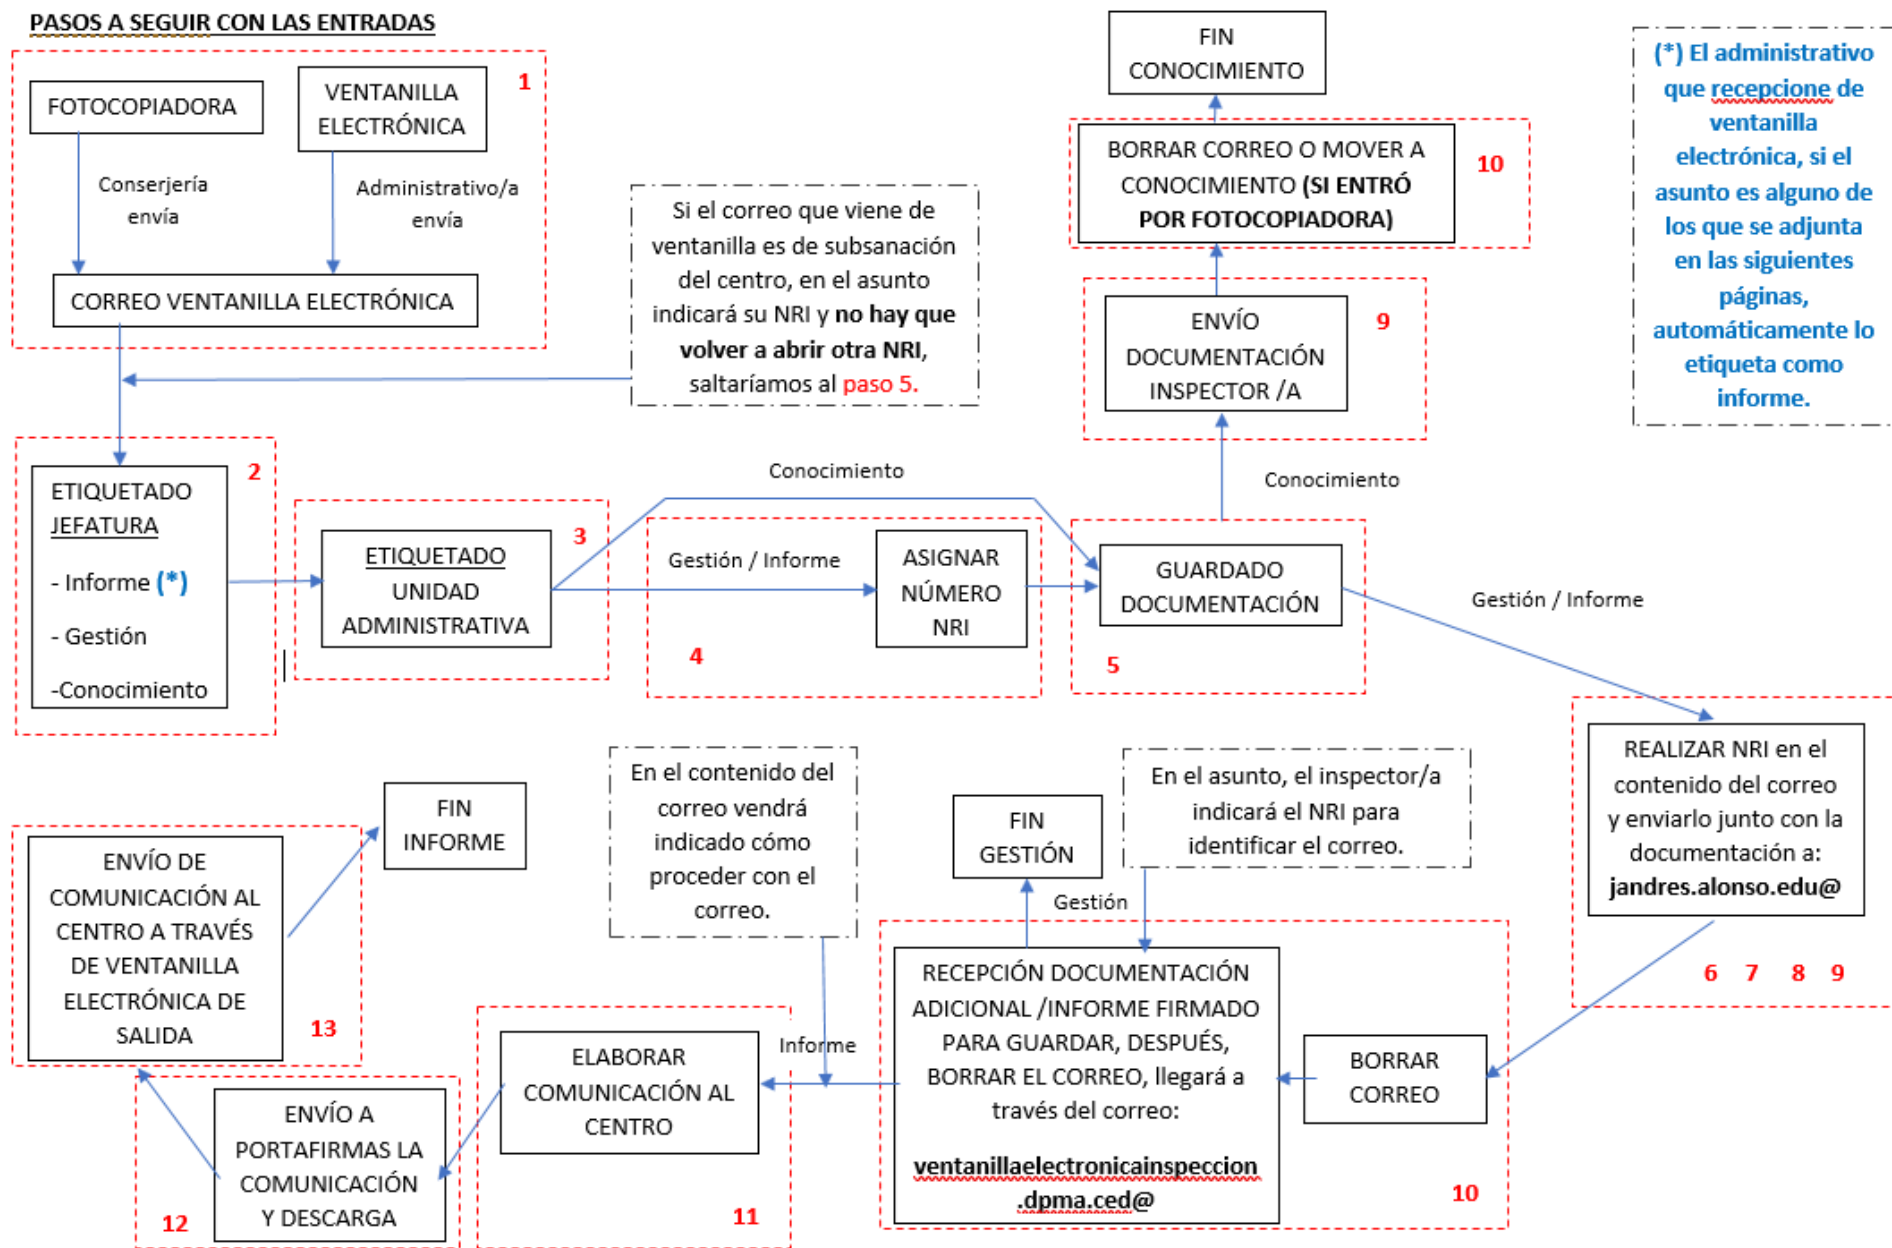 PASOS A SEGUIR CON LAS ENTRADAS
1
FOTOCOPIADORA
VENTANILLA
ELECTRÓNICA
Conserjería
envía
Administrativo/a
envía
CORREO VENTANILLA ELECTRÓNICA
Si el correo que viene de
ventanilla es de subsanación
del centro, en el asunto
indicará su NRI y no hay que
volver a abrir otra NRI,
saltaríamos al paso 5.
FIN
CONOCIMIENTO
BORRAR CORREO O MOVER A
CONOCIMIENTO (SI ENTRÓ
POR FOTOCOPIADORA)
10
ENVÍO
DOCUMENTACIÓN
INSPECTOR /A
9
(*) El administrativo
que recepcione de
ventanilla
electrónica, si el
asunto es alguno de
los que se adjunta
en las siguientes
páginas,
automáticamente lo
etiqueta como
informe.
2
ETIQUETADO
JEFATURA
- Informe (*)
- Gestión
-Conocimiento
3
ETIQUETADO
UNIDAD
ADMINISTRATIVA
Conocimiento
Gestión / Informe
ASIGNAR
NÚMERO
NRI
4
Conocimiento
GUARDADO
DOCUMENTACIÓN
5
Gestión / Informe
REALIZAR NRI en el
contenido del correo
y enviarlo junto con la
documentación a:
jandres.alonso.edu@
6 7 8 9
BORRAR
CORREO
En el asunto, el inspector/a
indicará el NRI para
identificar el correo.
FIN
GESTIÓN
Gestión
RECEPCIÓN DOCUMENTACIÓN
ADICIONAL /INFORME FIRMADO
PARA GUARDAR, DESPUÉS,
BORRAR EL CORREO, llegará a
través del correo:
ventanillaelectronicainspeccion
.dpma.ced@
10
En el contenido del
correo vendrá
indicado cómo
proceder con el
correo.
Informe
ELABORAR
COMUNICACIÓN AL
CENTRO
11
ENVÍO A
PORTAFIRMAS LA
COMUNICACIÓN
Y DESCARGA
12
ENVÍO DE
COMUNICACIÓN AL
CENTRO A TRAVÉS
DE VENTANILLA
ELECTRÓNICA DE
SALIDA
13
FIN
INFORME